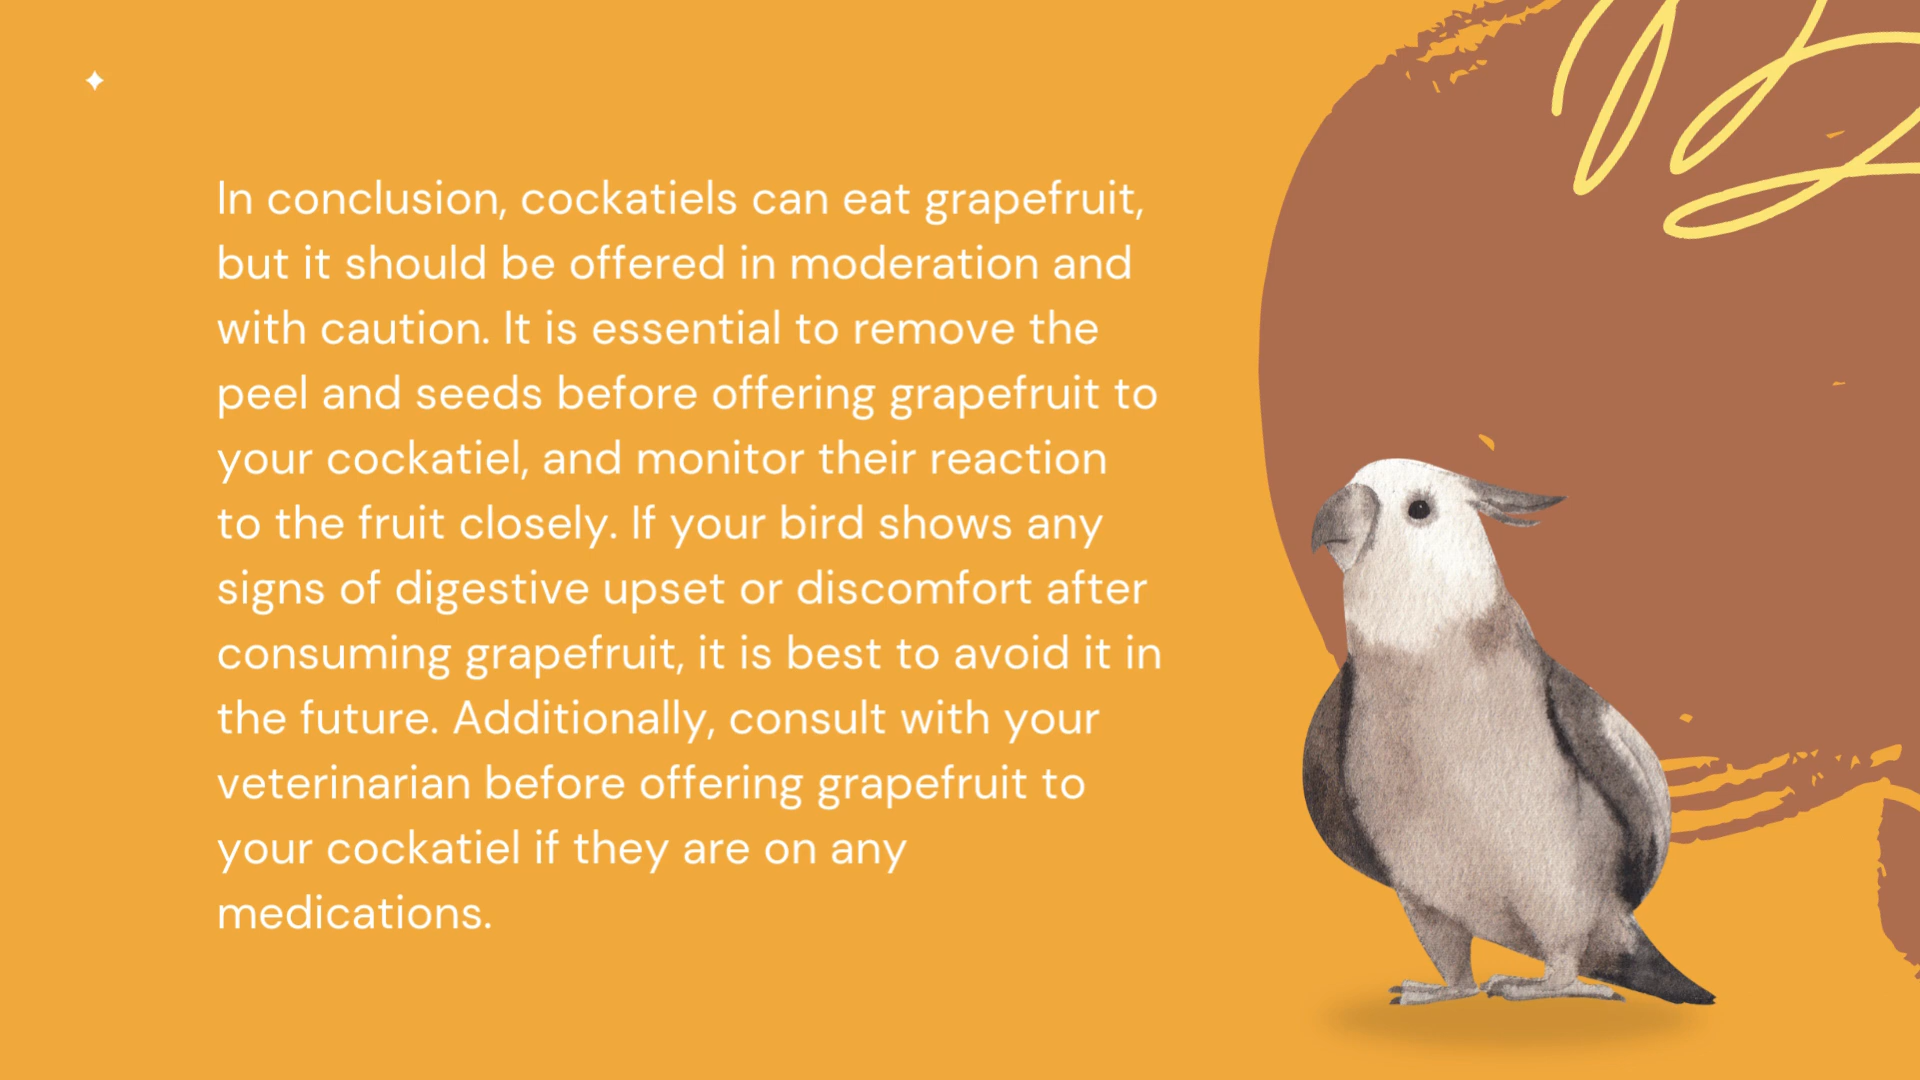 In conclusion, cockatiels can eat grapefruit,
but it should be offered in moderation and
with caution. It is essential to remove the
peel and seeds before offering grapefruit to
your cockatiel, and monitor their reaction
to the fruit closely. If your bird shows any
signs of digestive upset or discomfort after
consuming grapefruit, it is best to avoid it in
the future. Additionally, consult with your
veterinarian before offering grapefruit to
your cockatiel if they are on any
medications.